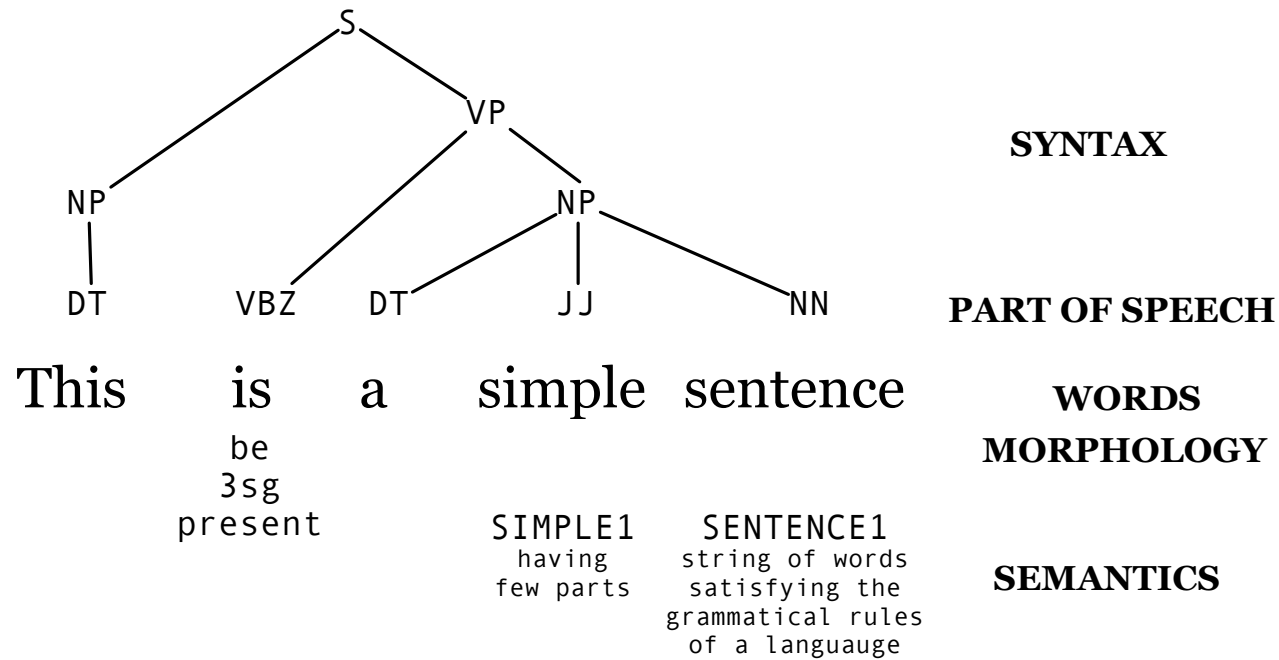 S
VP
SYNTAX
NP NP
DT VBZ DT JJ NN PART OF SPEECH
This is a simple sentence WORDS
be MORPHOLOGY
3sg
present SIMPLE1 SENTENCE1
having string of words
few parts satisfying the SEMANTICS
grammatical rules
of a languauge